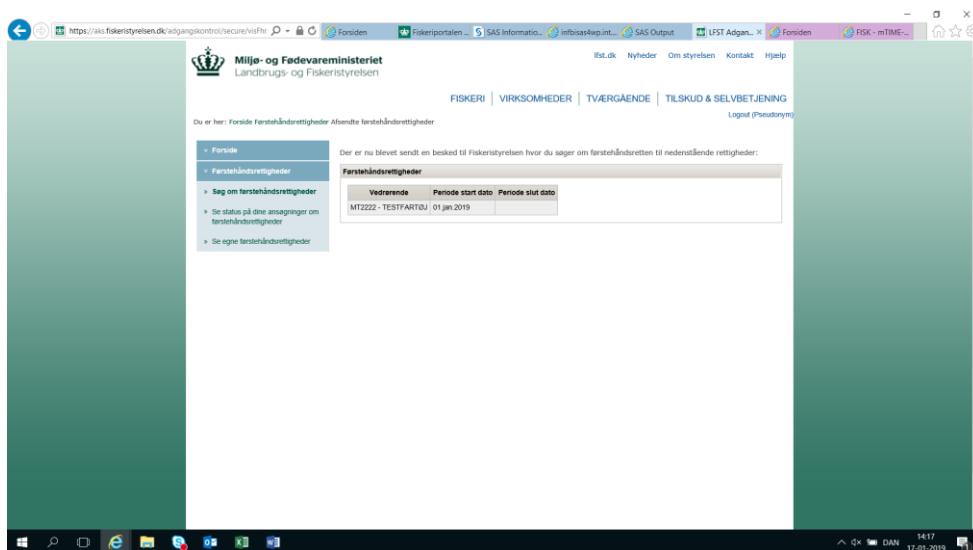 https://aks.fiskeristyrelsen.dk/adgangskontrol/secure/visFhr
Forsiden
Fiskeriportalen ...
SAS Informatio...
infbisas4wp.int...
SAS Output
LFST Adgan...
Forsiden
FISK - mTIME-...
Miljø- og Fødevareministeriet
Landbrugs- og Fiskeristyrelsen
lfst.dk Nyheder Om styrelsen Kontakt Hjælp
FISKERI VIRKSOMHEDER TVÆRGÅENDE TILSKUD & SELVBETJENING
Logout (Pseudonym)
Du er her: Forside Førstehåndsrettigheder Afsendte førstehåndsrettigheder
Forside
Førstehåndsrettigheder
Søg om førstehåndsrettigheder
Se status på dine ansøgninger om
førstehåndsrettigheder
Se egne førstehåndsrettigheder
Der er nu blevet sendt en besked til Fiskeristyrelsen hvor du søger om førstehåndsretten til nedenstående rettigheder:
Førstehåndsrettigheder
Vedrørende Periode start dato Periode slut dato
MT2222 - TESTFARTØJ 01.jan.2019
DAN
14:17
17-01-2019